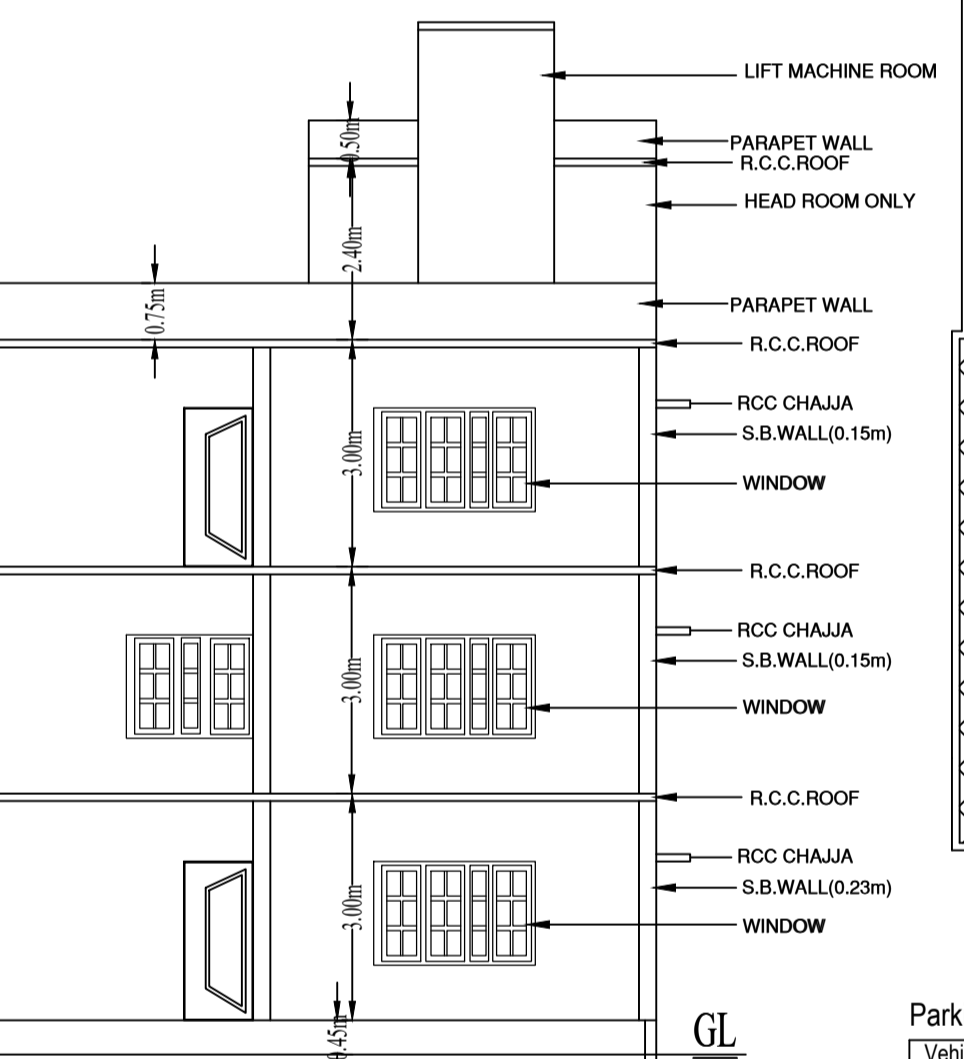 LIFT MACHINE ROOM
0.50m
PARAPET WALL
R.C.C.ROOF
HEAD ROOM ONLY
2.40m
0.75m
PARAPET WALL
R.C.C.ROOF
RCC CHAJJA
S.B.WALL(0.15m)
3.00m
WINDOW
R.C.C.ROOF
RCC CHAJJA
S.B.WALL(0.15m)
3.00m
WINDOW
R.C.C.ROOF
RCC CHAJJA
S.B.WALL(0.23m)
3.00m
WINDOW
0.45m
GL
Park
Vehi